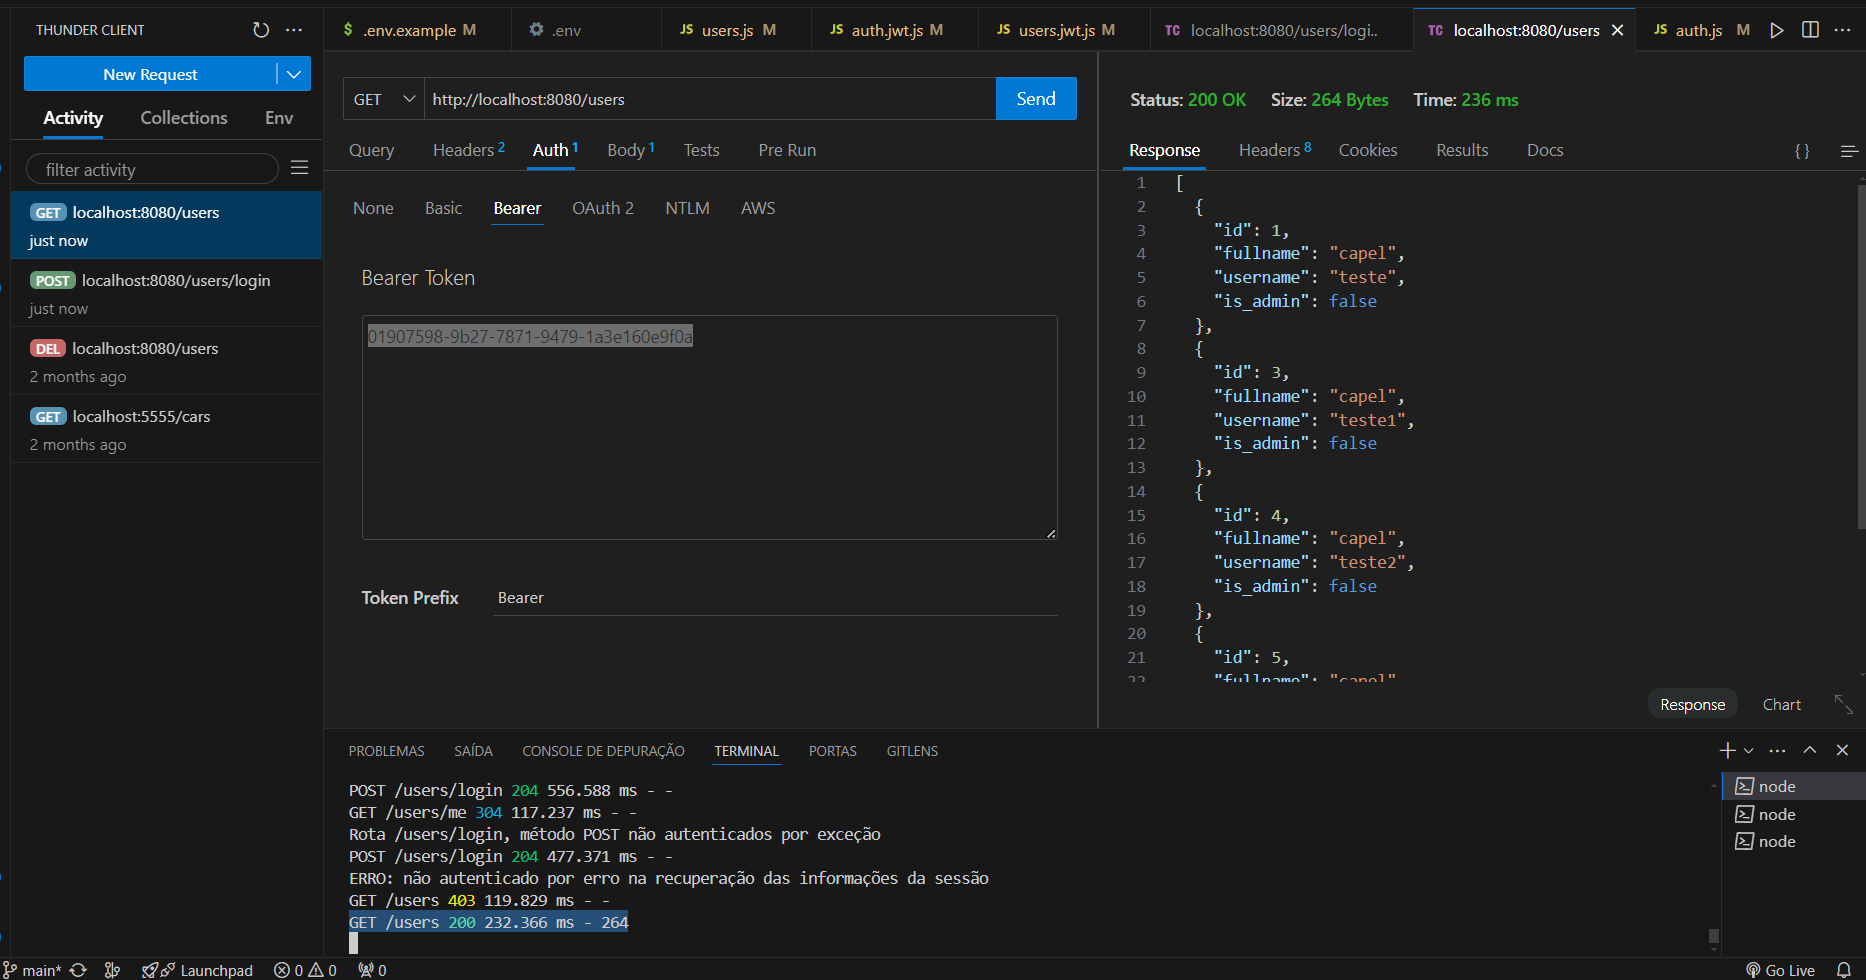 THUNDER CLIENT
New Request
Activity Collections Env
filter activity
GET localhost:8080/users
just now
POST localhost:8080/users/login
just now
DEL localhost:8080/users
2 months ago
GET localhost:5555/cars
2 months ago
$ .env.example M
.env
JS users.js M
JS auth.jwt.js M
JS users.jwt.js M
TC localhost:8080/users/logi..
TC localhost:8080/users
JS auth.js M
GET http://localhost:8080/users Send
Query Headers 2 Auth 1 Body 1 Tests Pre Run
None Basic Bearer OAuth 2 NTLM AWS
Bearer Token
01907598-9b27-7871-9479-1a3e160e9f0a
Token Prefix Bearer
Status: 200 OK Size: 264 Bytes Time: 236 ms
Response Headers 8 Cookies Results Docs { }
1 [
2 {
3 "id": 1,
4 "fullname": "capel",
5 "username": "teste",
6 "is_admin": false
7 },
8 {
9 "id": 3,
10 "fullname": "capel",
11 "username": "teste1",
12 "is_admin": false
13 },
14 {
15 "id": 4,
16 "fullname": "capel",
17 "username": "teste2",
18 "is_admin": false
19 },
20 {
21 "id": 5,
22 "fullname": "capel"
Response Chart
PROBLEMAS SAÍDA CONSOLE DE DEPURAÇÃO TERMINAL PORTAS GITLENS
POST /users/login 204 556.588 ms - -
GET /users/me 304 117.237 ms - -
Rota /users/login, método POST não autenticados por exceção
POST /users/login 204 477.371 ms - -
ERRO: não autenticado por erro na recuperação das informações da sessão
GET /users 403 119.829 ms - -
GET /users 200 232.366 ms - 264
node
node
node
main* Launchpad 0 0 0 Go Live